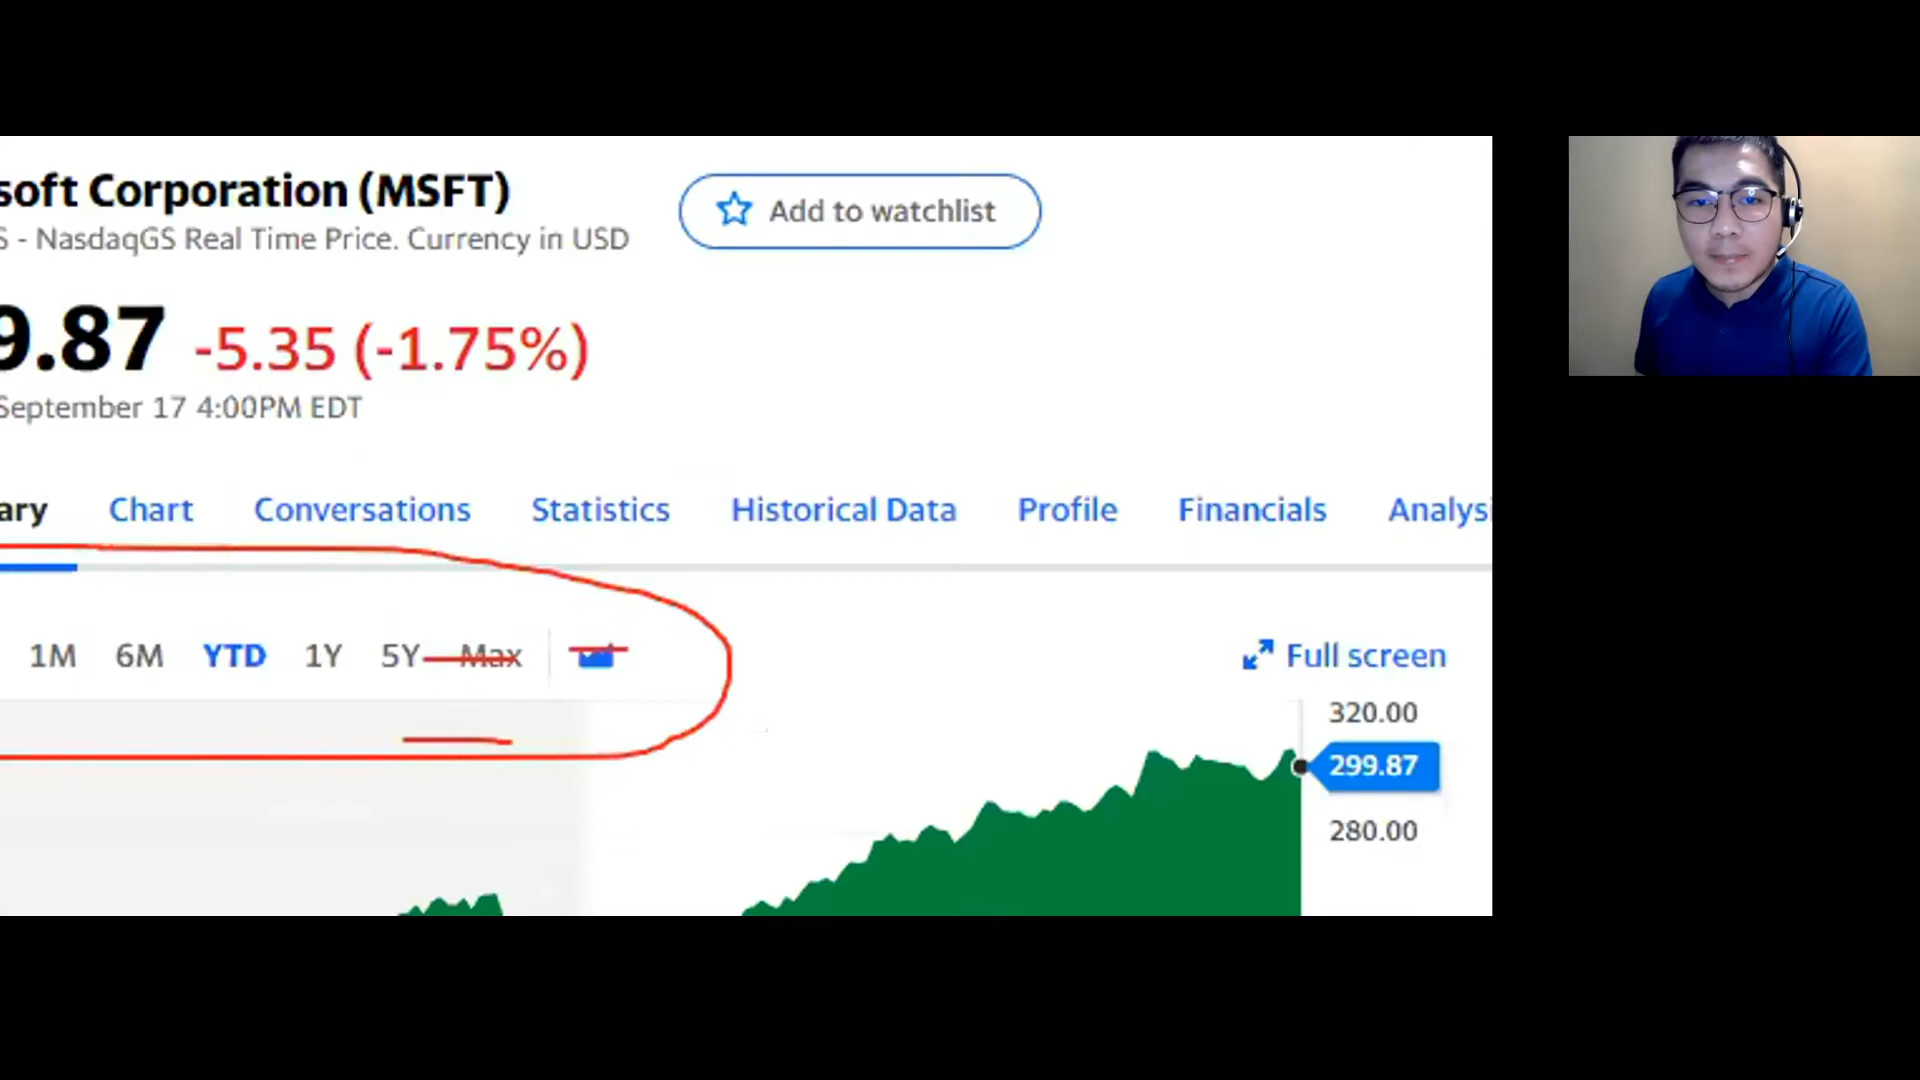 soft Corporation (MSFT)
Add to watchlist
S - NasdaqGS Real Time Price. Currency in USD
9.87 -5.35 (-1.75%)
September 17 4:00PM EDT
ary Chart Conversations Statistics Historical Data Profile Financials Analysi
1M 6M YTD 1Y 5Y Max Full screen
320.00
299.87
280.00